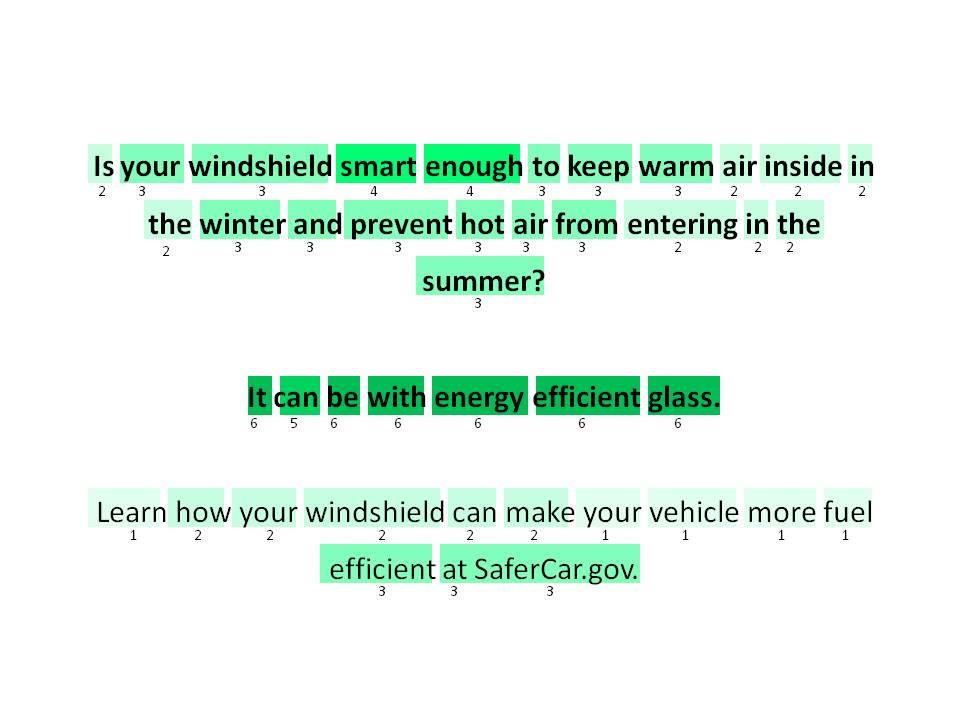 Is your windshield smart enough to keep warm air inside in
2 3 3 4 4 3 3 3 2 2 2
the winter and prevent hot air from entering in the
2 3 3 3 3 3 3 2 2 2
summer?
3
It can be with energy efficient glass.
6 5 6 6 6 6 6
Learn how your windshield can make your vehicle more fuel
1 2 2 2 2 2 1 1 1 1
efficient at SaferCar.gov.
3 3 3